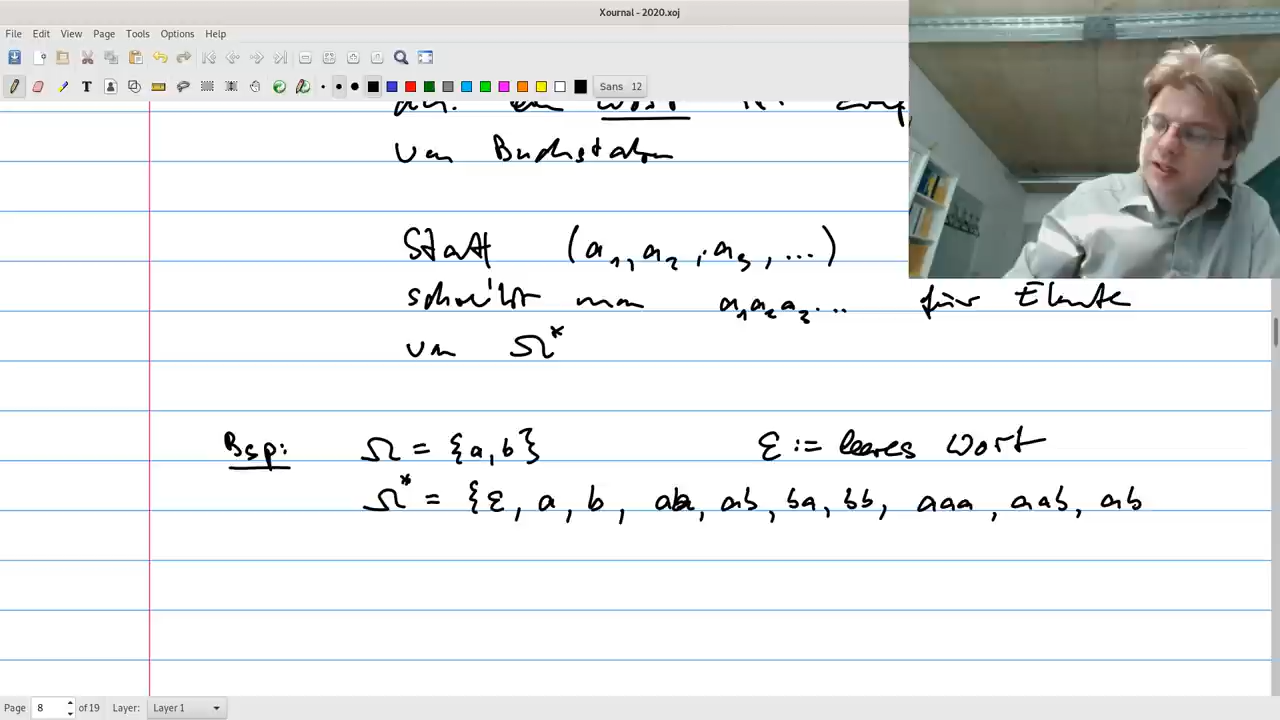 Xournal - 2020.xoj
File Edit View Page Tools Options Help
Sans 12
von Buchstaben
Statt (a₁, a₂, a₃, ...)
schreibt man a₁a₂a₃... für Elemente
von Ω*
Bsp: Ω = {a, b} ε := leeres Wort
Ω* = {ε, a, b, aa, ab, ba, bb, aaa, aab, ab
Page 8 of 19 Layer: Layer 1